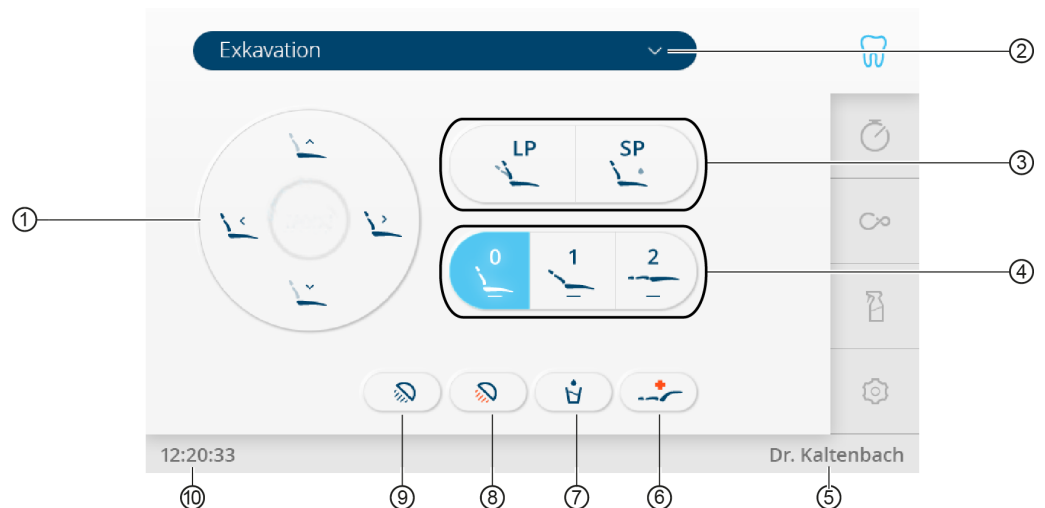 Exkavation
②
LP SP
③
①
0 1 2
④
12:20:33 Dr. Kaltenbach
⑩ ⑨ ⑧ ⑦ ⑥ ⑤